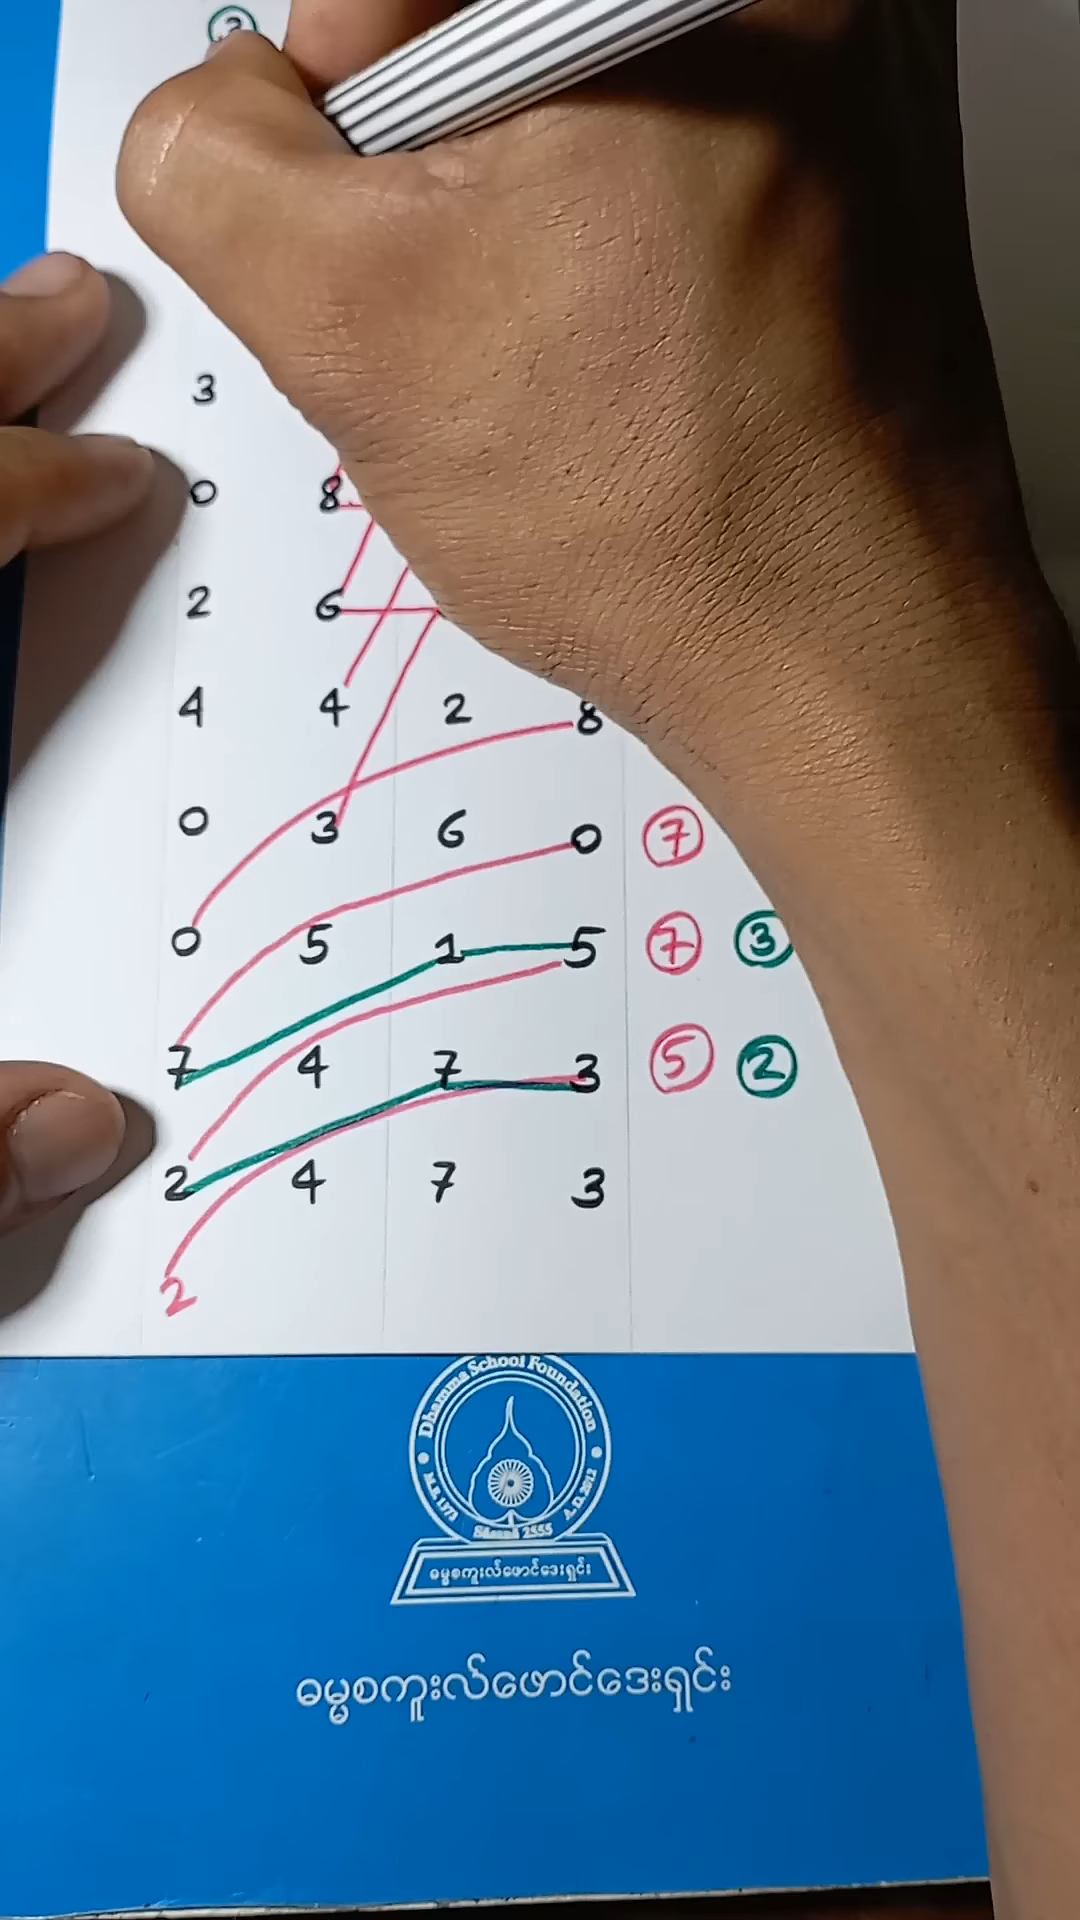 3
0 8
2 6
4 4 2 8
0 3 6 0 7
0 5 1 5 7 3
7 4 7 3 5 2
2 4 7 3
2
Dhamma School Foundation
M.E. 1373
A.D. 2012
Sāsanā 2555
ဓမ္မစကူးလ်ဖောင်ဒေးရှင်း
ဓမ္မစကူးလ်ဖောင်ဒေးရှင်း